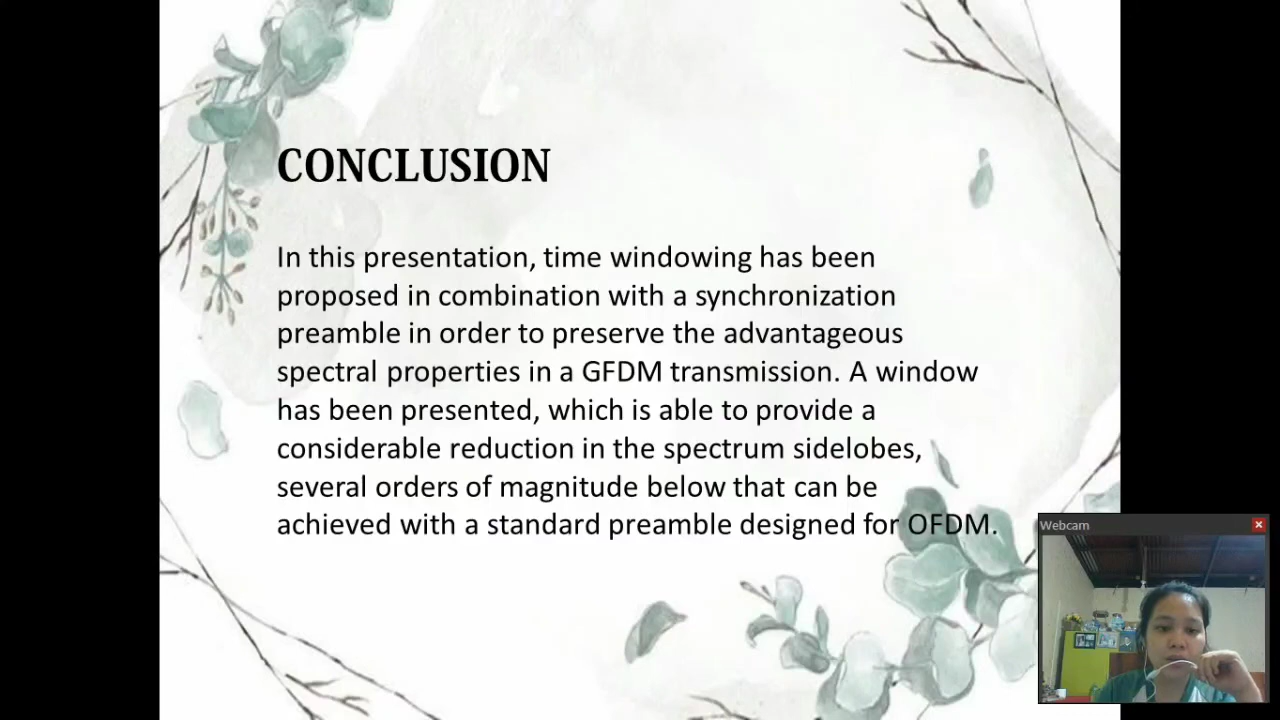 CONCLUSION
In this presentation, time windowing has been
proposed in combination with a synchronization
preamble in order to preserve the advantageous
spectral properties in a GFDM transmission. A window
has been presented, which is able to provide a
considerable reduction in the spectrum sidelobes,
several orders of magnitude below that can be
achieved with a standard preamble designed for OFDM.
Webcam